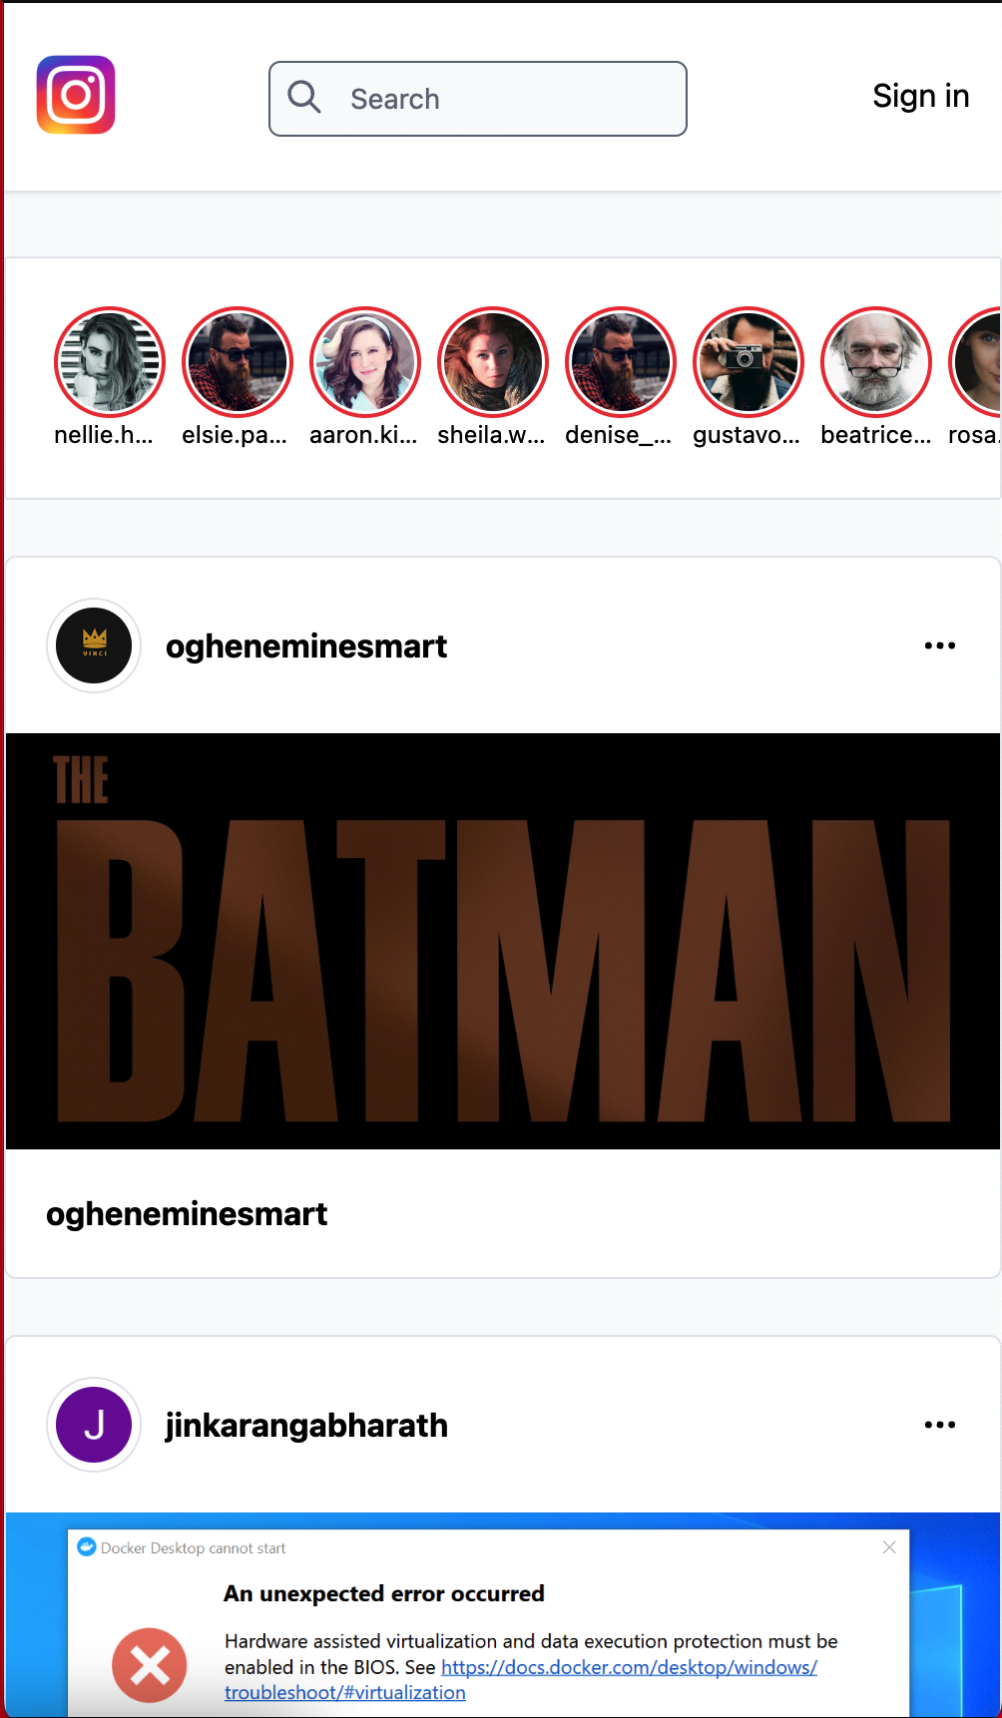 Search
Sign in
nellie.h...
elsie.pa...
aaron.ki...
sheila.w...
denise_...
gustavo...
beatrice...
rosa.
VINCI
ogheneminesmart
THE
BATMAN
ogheneminesmart
J
jinkarangabharath
Docker Desktop cannot start
An unexpected error occurred
Hardware assisted virtualization and data execution protection must be
enabled in the BIOS. See https://docs.docker.com/desktop/windows/
troubleshoot/#virtualization